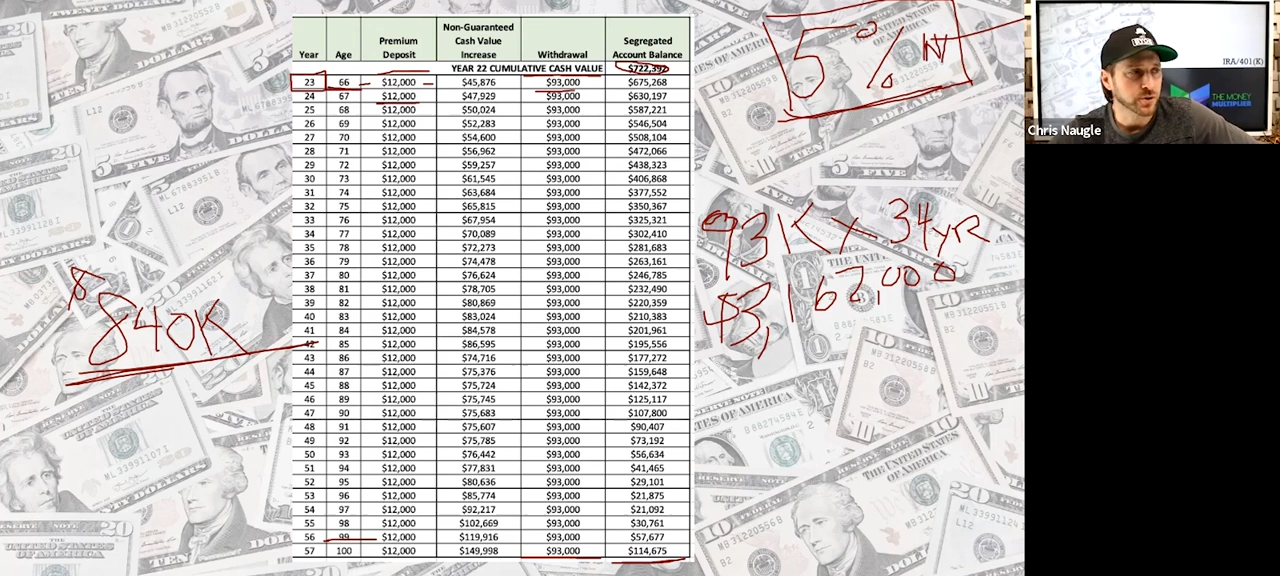 Year Age Premium Deposit Non-Guaranteed Cash Value Increase Withdrawal Segregated Account Balance
YEAR 22 CUMULATIVE CASH VALUE $722,392
23 66 $12,000 $45,876 $93,000 $675,268
24 67 $12,000 $47,929 $93,000 $630,197
25 68 $12,000 $50,024 $93,000 $587,221
26 69 $12,000 $52,283 $93,000 $546,504
27 70 $12,000 $54,600 $93,000 $508,104
28 71 $12,000 $56,962 $93,000 $472,066
29 72 $12,000 $59,257 $93,000 $438,323
30 73 $12,000 $61,545 $93,000 $406,868
31 74 $12,000 $63,684 $93,000 $377,552
32 75 $12,000 $65,815 $93,000 $350,367
33 76 $12,000 $67,954 $93,000 $325,321
34 77 $12,000 $70,089 $93,000 $302,410
35 78 $12,000 $72,273 $93,000 $281,683
36 79 $12,000 $74,478 $93,000 $263,161
37 80 $12,000 $76,624 $93,000 $246,785
38 81 $12,000 $78,705 $93,000 $232,490
39 82 $12,000 $80,869 $93,000 $220,359
40 83 $12,000 $83,024 $93,000 $210,383
41 84 $12,000 $84,578 $93,000 $201,961
42 85 $12,000 $86,595 $93,000 $195,556
43 86 $12,000 $74,716 $93,000 $177,272
44 87 $12,000 $75,376 $93,000 $159,648
45 88 $12,000 $75,724 $93,000 $142,372
46 89 $12,000 $75,745 $93,000 $125,117
47 90 $12,000 $75,683 $93,000 $107,800
48 91 $12,000 $75,607 $93,000 $90,407
49 92 $12,000 $75,785 $93,000 $73,192
50 93 $12,000 $76,442 $93,000 $56,634
51 94 $12,000 $77,831 $93,000 $41,465
52 95 $12,000 $80,636 $93,000 $29,101
53 96 $12,000 $85,774 $93,000 $21,875
54 97 $12,000 $92,217 $93,000 $21,092
55 98 $12,000 $102,669 $93,000 $30,761
56 99 $12,000 $119,916 $93,000 $57,677
57 100 $12,000 $149,998 $93,000 $114,675
840K
5%
93K x 34yR
$3,162,000
IRA/401(K)
THE MONEY
MULTIPLIER
Chris Naugle